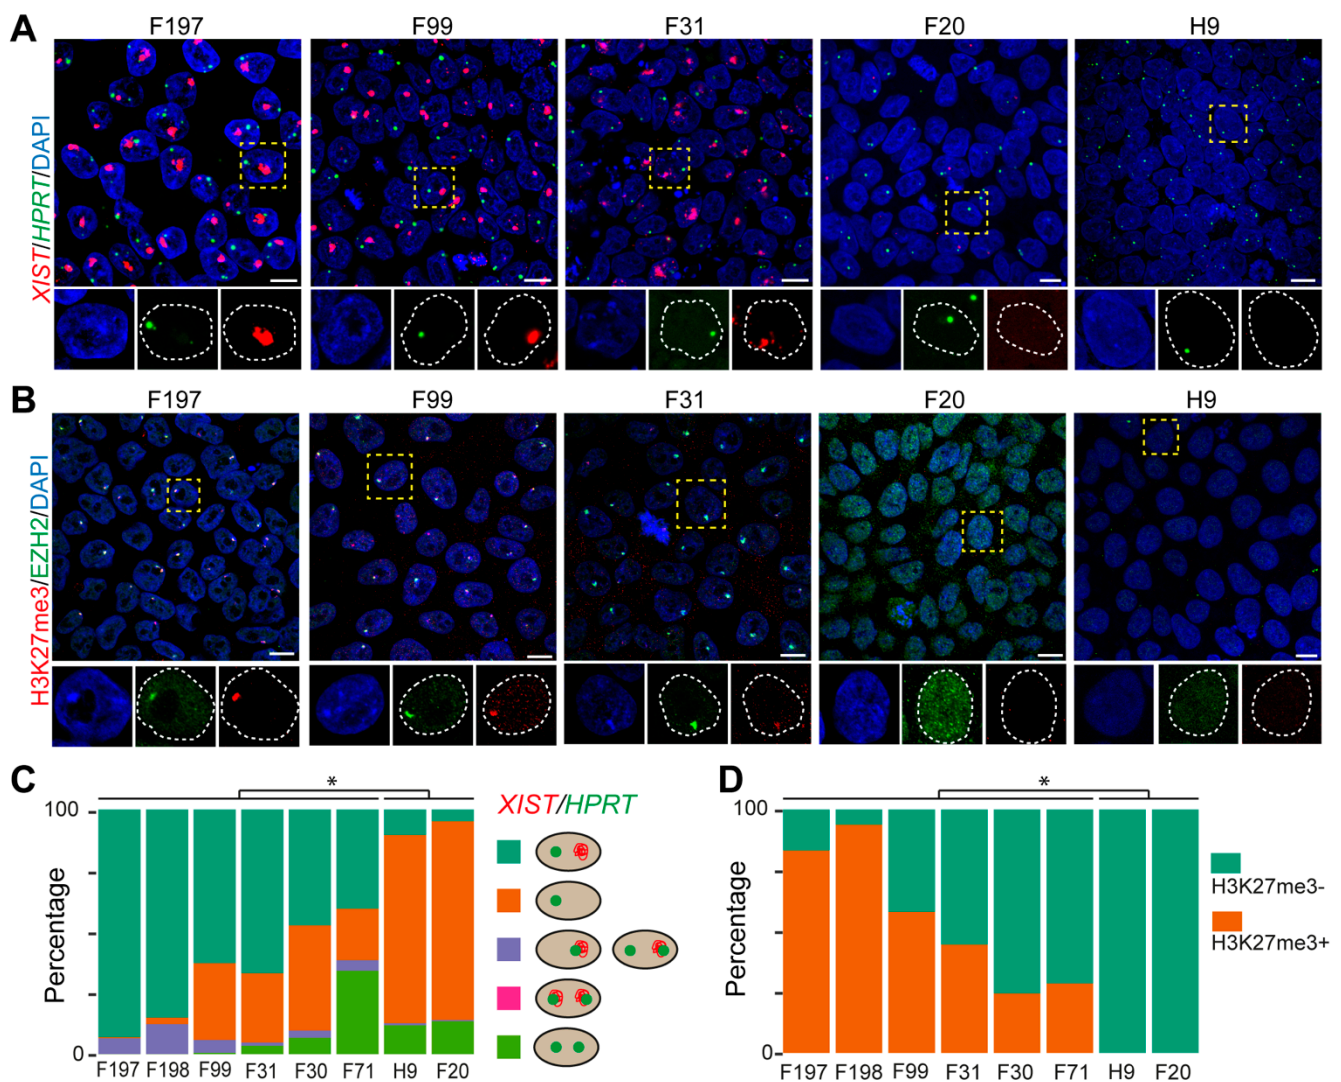 A
F197 F99 F31 F20 H9
XIST/HPRT/DAPI
B
F197 F99 F31 F20 H9
H3K27me3/EZH2/DAPI
C
*
100
Percentage
0
F197 F198 F99 F31 F30 F71 H9 F20
XIST/HPRT
D
*
100
Percentage
0
F197 F198 F99 F31 F30 F71 H9 F20
H3K27me3-
H3K27me3+